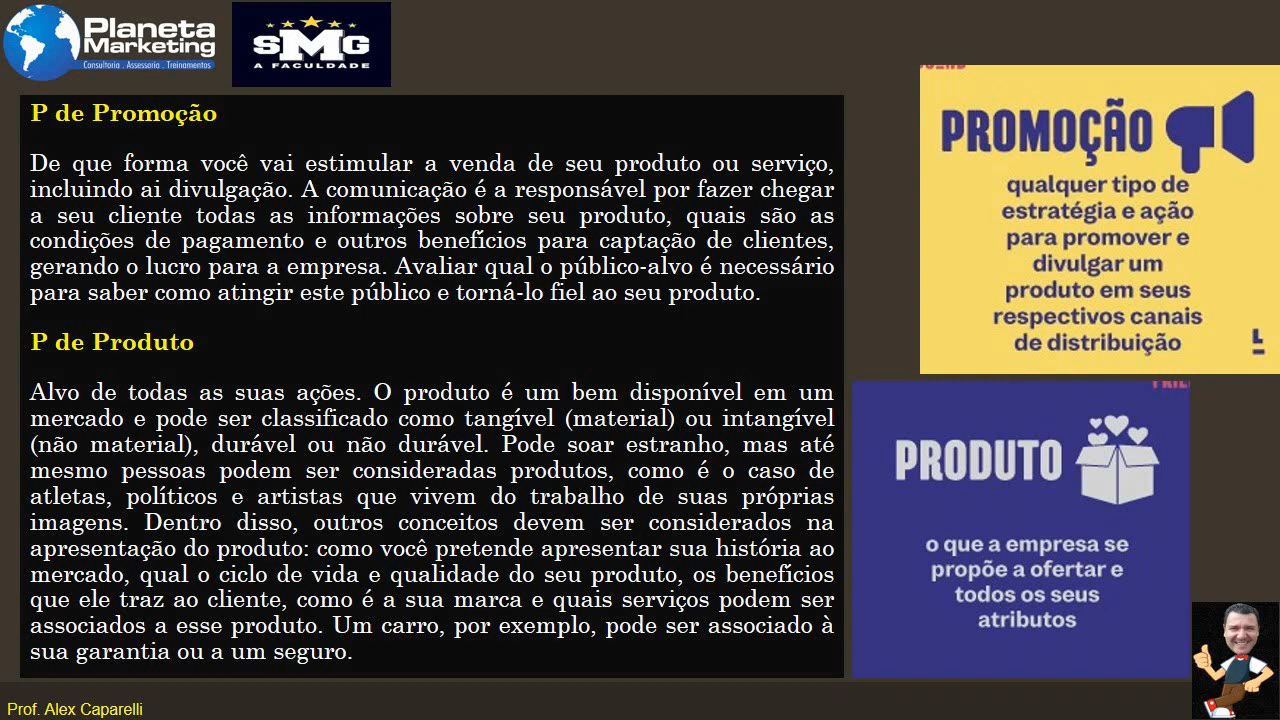 Planeta
Marketing
Consultoria . Assessoria . Treinamentos
SMG
A FACULDADE
P de Promoção
De que forma você vai estimular a venda de seu produto ou serviço,
incluindo ai divulgação. A comunicação é a responsável por fazer chegar
a seu cliente todas as informações sobre seu produto, quais são as
condições de pagamento e outros benefícios para captação de clientes,
gerando o lucro para a empresa. Avaliar qual o público-alvo é necessário
para saber como atingir este público e torná-lo fiel ao seu produto.
P de Produto
Alvo de todas as suas ações. O produto é um bem disponível em um
mercado e pode ser classificado como tangível (material) ou intangível
(não material), durável ou não durável. Pode soar estranho, mas até
mesmo pessoas podem ser consideradas produtos, como é o caso de
atletas, políticos e artistas que vivem do trabalho de suas próprias
imagens. Dentro disso, outros conceitos devem ser considerados na
apresentação do produto: como você pretende apresentar sua história ao
mercado, qual o ciclo de vida e qualidade do seu produto, os benefícios
que ele traz ao cliente, como é a sua marca e quais serviços podem ser
associados a esse produto. Um carro, por exemplo, pode ser associado à
sua garantia ou a um seguro.
PROMOÇÃO
qualquer tipo de
estratégia e ação
para promover e
divulgar um
produto em seus
respectivos canais
de distribuição
L
PRODUTO
o que a empresa se
propõe a ofertar e
todos os seus
atributos
Prof. Alex Caparelli